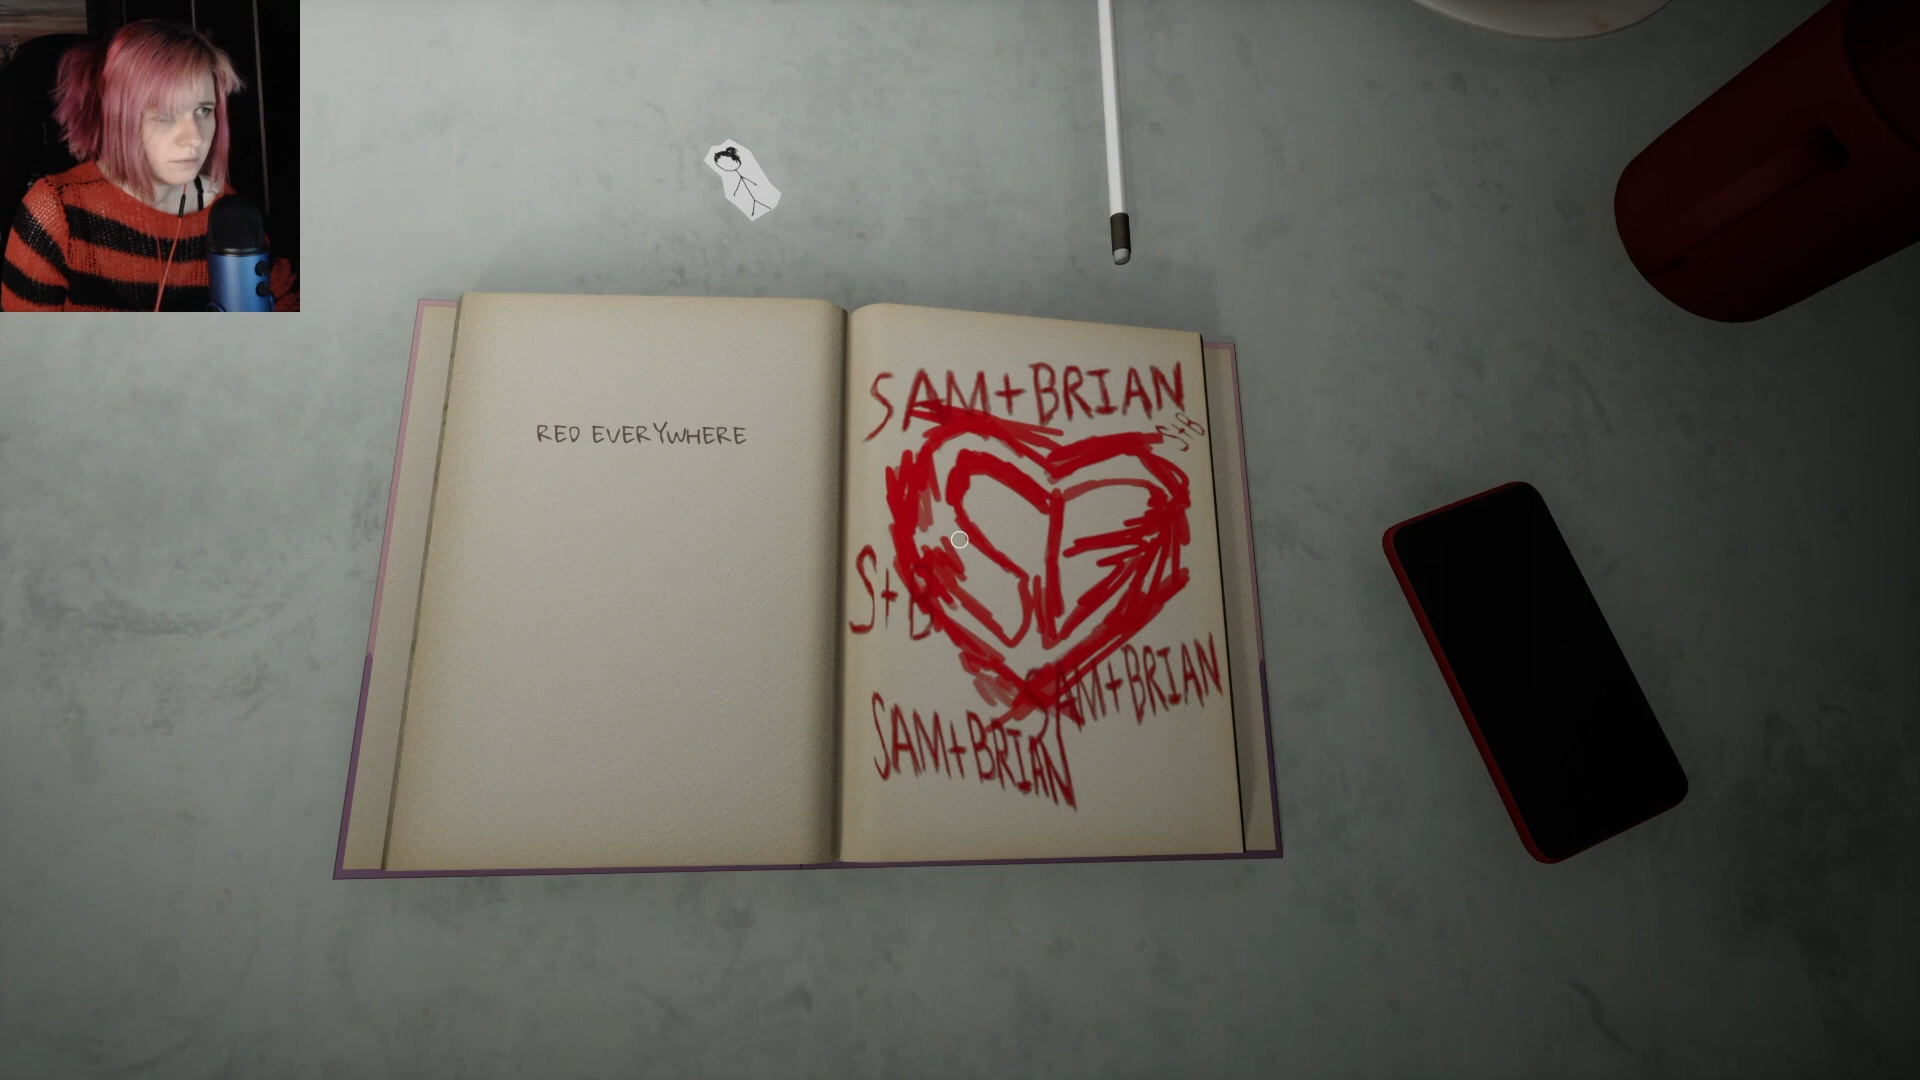 RED EVERYWHERE
SAM+BRIAN
S+B
S+B
SAM+BRIAN
SAM+BRIAN